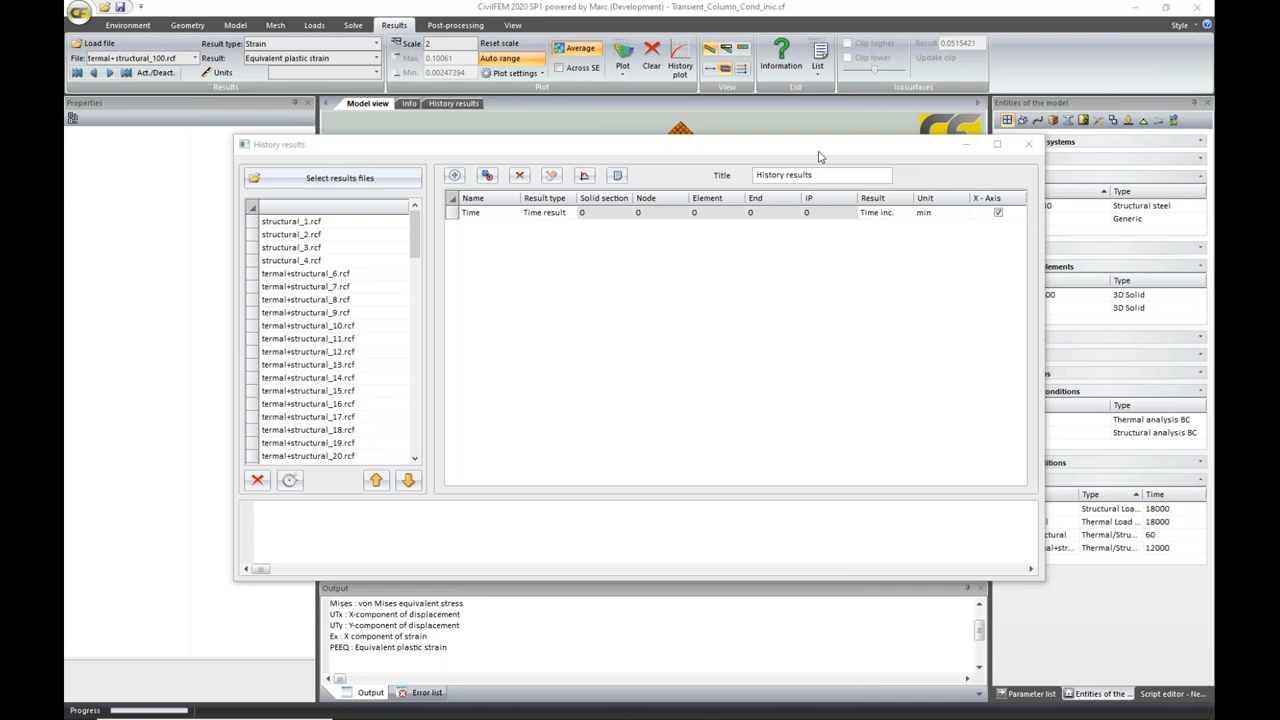 CivilFEM 2020 SP1 powered by Marc (Development) - Transient_Column_Cond_inic.cf
Environment Geometry Model Mesh Loads Solve Results Post-processing View Style
Load file Result type: Strain Scale 2 Reset scale Average Clip higher Result 0.0515421
File: termal+structural_100.rcf Result: Equivalent plastic strain Max. 0.10061 Auto range Across SE Plot Clear History plot Information List Clip lower Update clip
Act./Deact. Units Min. 0.00247394 Plot settings
Results Plot View List Isosurfaces
Properties Model view Info History results Entities of the model
History results
Select results files Title History results
Name Result type Solid section Node Element End IP Result Unit X - Axis
Time Time result 0 0 0 0 0 Time inc. min
structural_1.rcf
structural_2.rcf
structural_3.rcf
structural_4.rcf
termal+structural_6.rcf
termal+structural_7.rcf
termal+structural_8.rcf
termal+structural_9.rcf
termal+structural_10.rcf
termal+structural_11.rcf
termal+structural_12.rcf
termal+structural_13.rcf
termal+structural_14.rcf
termal+structural_15.rcf
termal+structural_16.rcf
termal+structural_17.rcf
termal+structural_18.rcf
termal+structural_19.rcf
termal+structural_20.rcf
systems
Type
Structural steel
Generic
lements
Type
3D Solid
3D Solid
onditions
Type
Thermal analysis BC
Structural analysis BC
ditions
Type Time
Structural Loa... 18000
Thermal Load ... 18000
ctural Thermal/Stru... 60
nal+str... Thermal/Stru... 12000
Output
Mises : von Mises equivalent stress
UTx : X-component of displacement
UTy : Y-component of displacement
Ex : X component of strain
PEEQ : Equivalent plastic strain
Output Error list
Parameter list Entities of the ... Script editor - Ne...
Progress